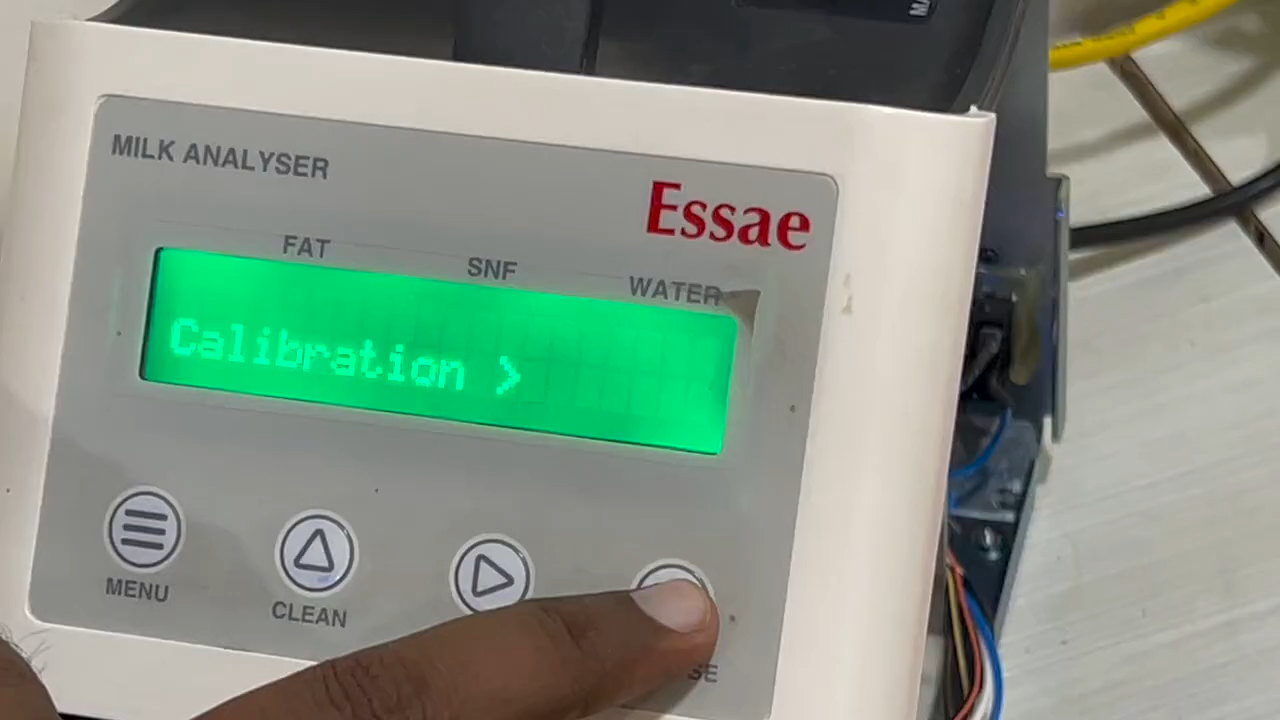 MILK ANALYSER
Essae
FAT SNF WATER
Calibration >
MENU
CLEAN